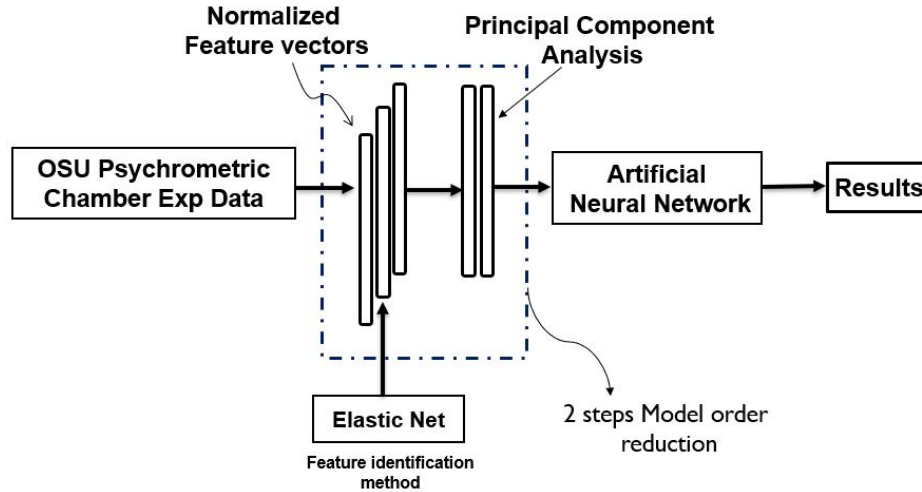 Normalized
Feature vectors
Principal Component
Analysis
OSU Psychrometric
Chamber Exp Data
Artificial
Neural Network
Results
Elastic Net
Feature identification
method
2 steps Model order
reduction